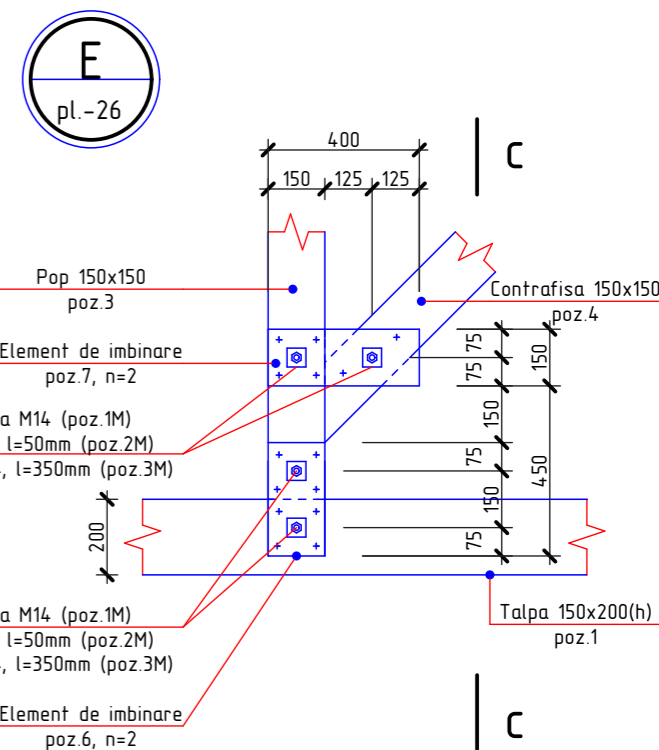 E
pl.-26
400
C
150 125 125
Pop 150x150
poz.3
Contrafisa 150x150
poz.4
Element de imbinare
poz.7, n=2
75
75
150
150
M14 (poz.1M)
l=50mm (poz.2M)
l=350mm (poz.3M)
75
450
150
75
200
M14 (poz.1M)
l=50mm (poz.2M)
l=350mm (poz.3M)
Talpa 150x200(h)
poz.1
Element de imbinare
poz.6, n=2
C